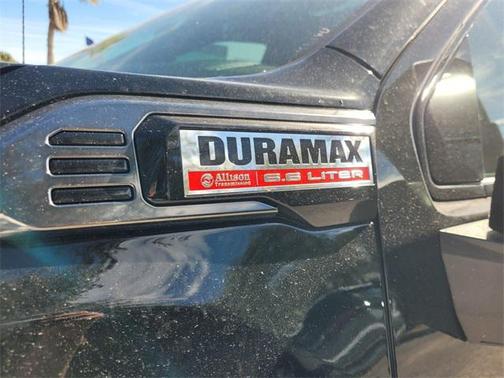 DURAMAX
Allison
Transmission
6.6 LITER